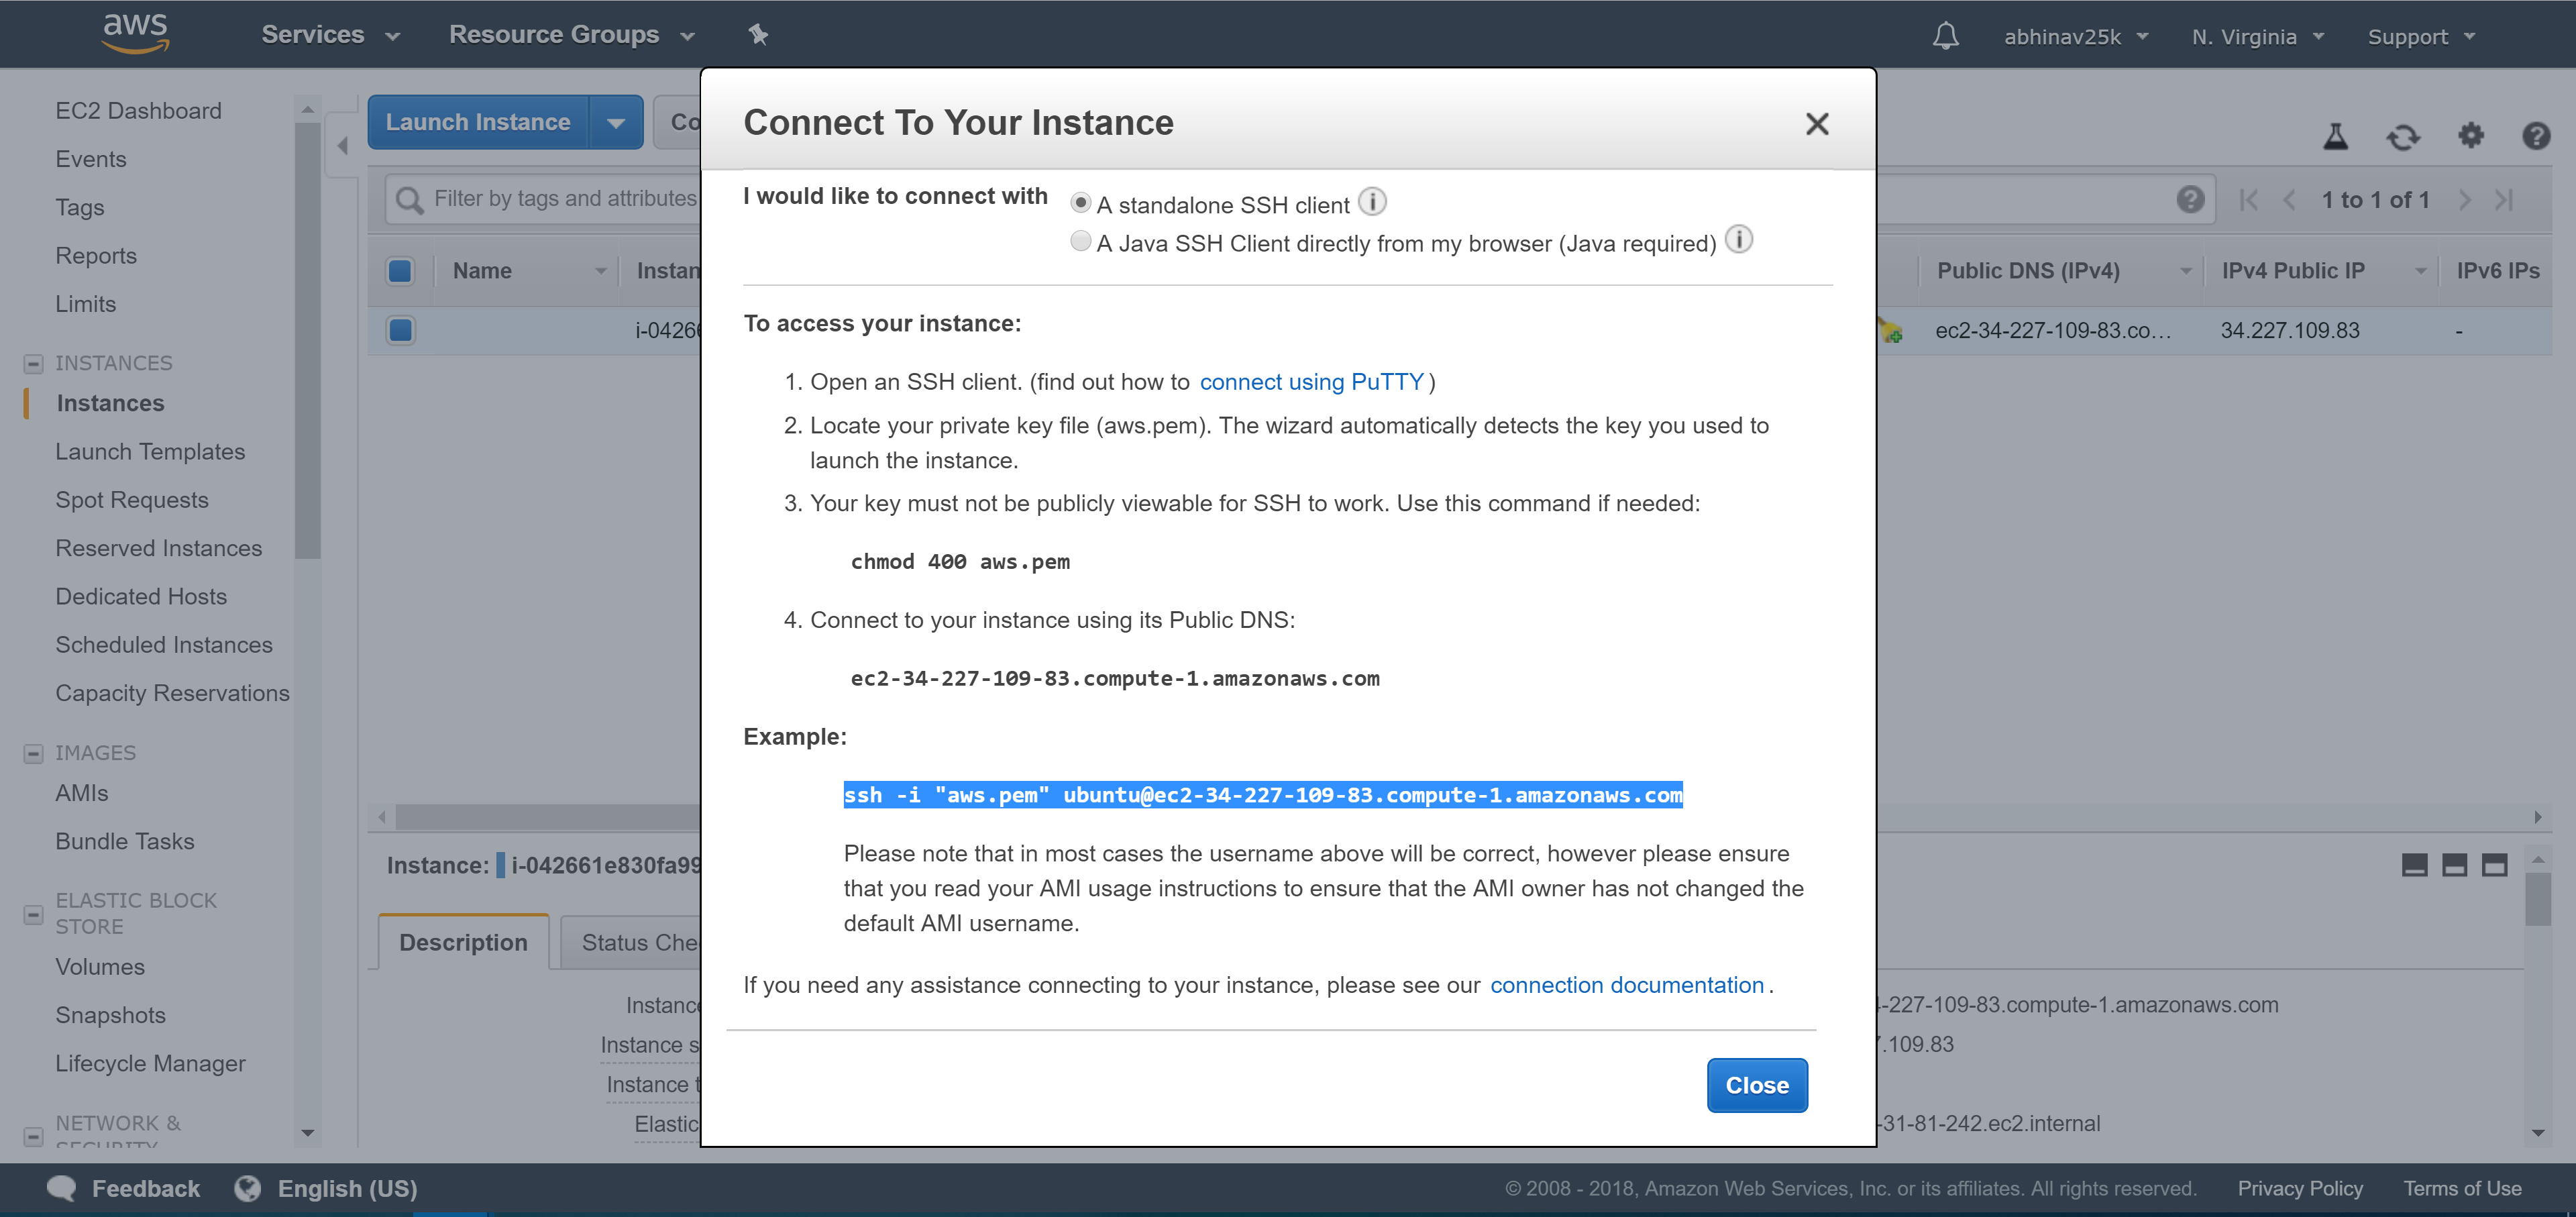 aws
Services
Resource Groups
abhinav25k
N. Virginia
Support
EC2 Dashboard
Events
Tags
Reports
Limits
INSTANCES
Instances
Launch Templates
Spot Requests
Reserved Instances
Dedicated Hosts
Scheduled Instances
Capacity Reservations
IMAGES
AMIs
Bundle Tasks
ELASTIC BLOCK
STORE
Volumes
Snapshots
Lifecycle Manager
NETWORK &
SECURITY
Launch Instance
Co
Filter by tags and attributes
1 to 1 of 1
Name
Instan
Public DNS (IPv4)
IPv4 Public IP
IPv6 IPs
i-0426
ec2-34-227-109-83.co...
34.227.109.83
-
Connect To Your Instance
I would like to connect with
A standalone SSH client
A Java SSH Client directly from my browser (Java required)
To access your instance:
1. Open an SSH client. (find out how to connect using PuTTY )
2. Locate your private key file (aws.pem). The wizard automatically detects the key you used to
launch the instance.
3. Your key must not be publicly viewable for SSH to work. Use this command if needed:
chmod 400 aws.pem
4. Connect to your instance using its Public DNS:
ec2-34-227-109-83.compute-1.amazonaws.com
Example:
ssh -i "aws.pem" ubuntu@ec2-34-227-109-83.compute-1.amazonaws.com
Please note that in most cases the username above will be correct, however please ensure
that you read your AMI usage instructions to ensure that the AMI owner has not changed the
default AMI username.
If you need any assistance connecting to your instance, please see our connection documentation .
Close
Instance: i-042661e830fa99
Description
Status Che
Instanc
Instance s
Instance t
Elastic
-227-109-83.compute-1.amazonaws.com
.109.83
-31-81-242.ec2.internal
Feedback
English (US)
© 2008 - 2018, Amazon Web Services, Inc. or its affiliates. All rights reserved.
Privacy Policy
Terms of Use